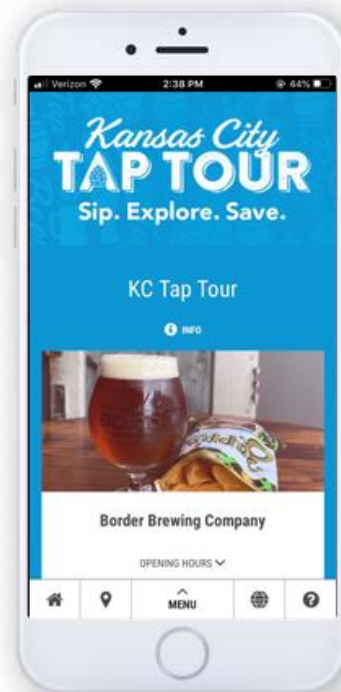 Verizon 2:38 PM 44%
Kansas City
TAP TOUR
Sip. Explore. Save.
KC Tap Tour
INFO
Border Brewing Company
OPENING HOURS
MENU